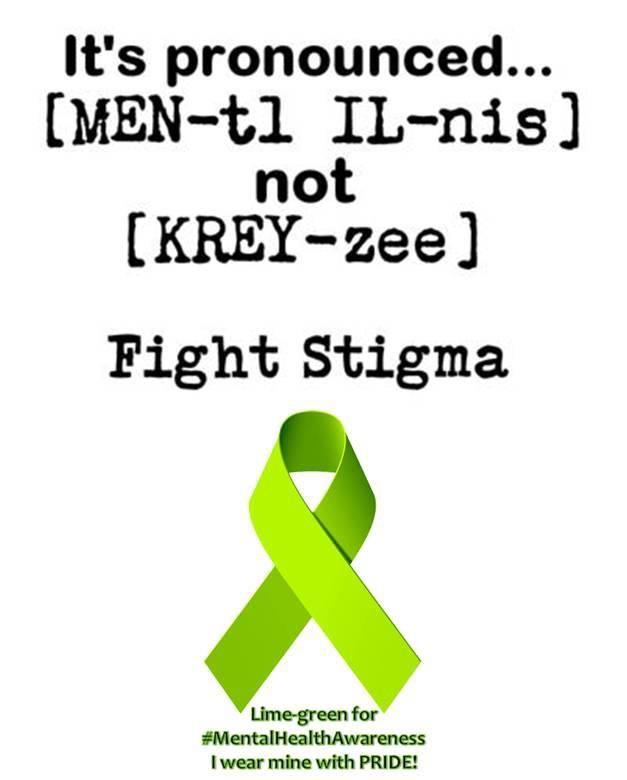 It's pronounced...
[MEN-tl IL-nis]
not
[KREY-zee]
Fight Stigma
Lime-green for
#MentalHealthAwareness
I wear mine with PRIDE!